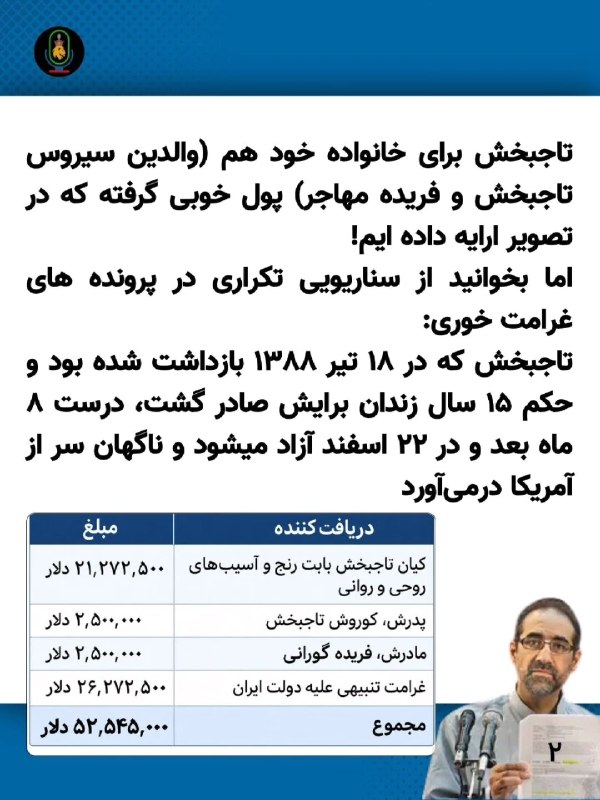 تاجبخش برای خانواده خود هم (والدین سیروس
تاجبخش و فریده مهاجر) پول خوبی گرفته که در
تصویر ارایه داده ایم!
اما بخوانید از سناریویی تکراری در پرونده های
غرامت خوری:
تاجبخش که در ۱۸ تیر ۱۳۸۸ بازداشت شده بود و
حکم ۱۵ سال زندان برایش صادر گشت، درست ۸
ماه بعد و در ۲۲ اسفند آزاد میشود و ناگهان سر از
آمریکا درمی‌آورد
دریافت کننده مبلغ
کیان تاجبخش بابت رنج و آسیب‌های
روحی و روانی ۲۱,۲۷۲,۵۰۰ دلار
پدرش، کوروش تاجبخش ۲,۵۰۰,۰۰۰ دلار
مادرش، فریده گورانی ۲,۵۰۰,۰۰۰ دلار
غرامت تنبیهی علیه دولت ایران ۲۶,۲۷۲,۵۰۰ دلار
مجموع ۵۲,۵۴۵,۰۰۰ دلار
۲